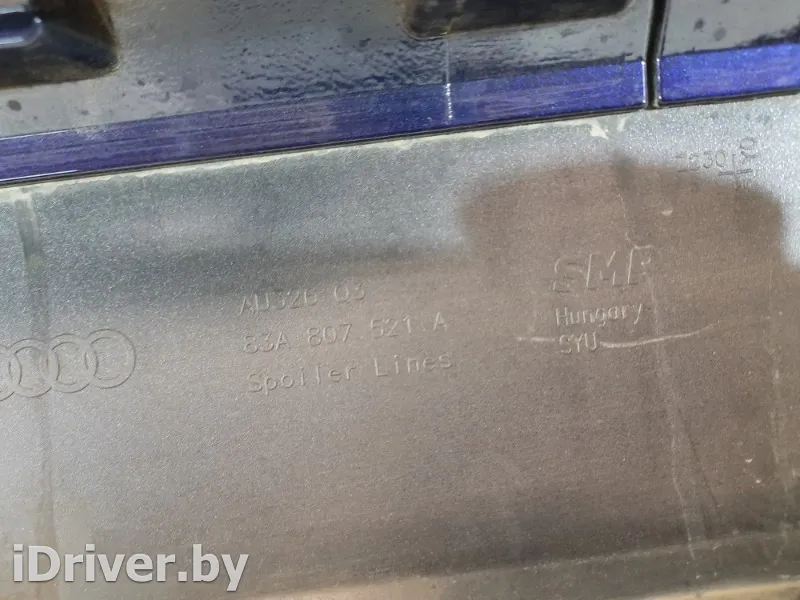 AU326 Q3
83A.807.521.A
Spoiler Lines
SMP
Hungary
SYU
iDriver.by